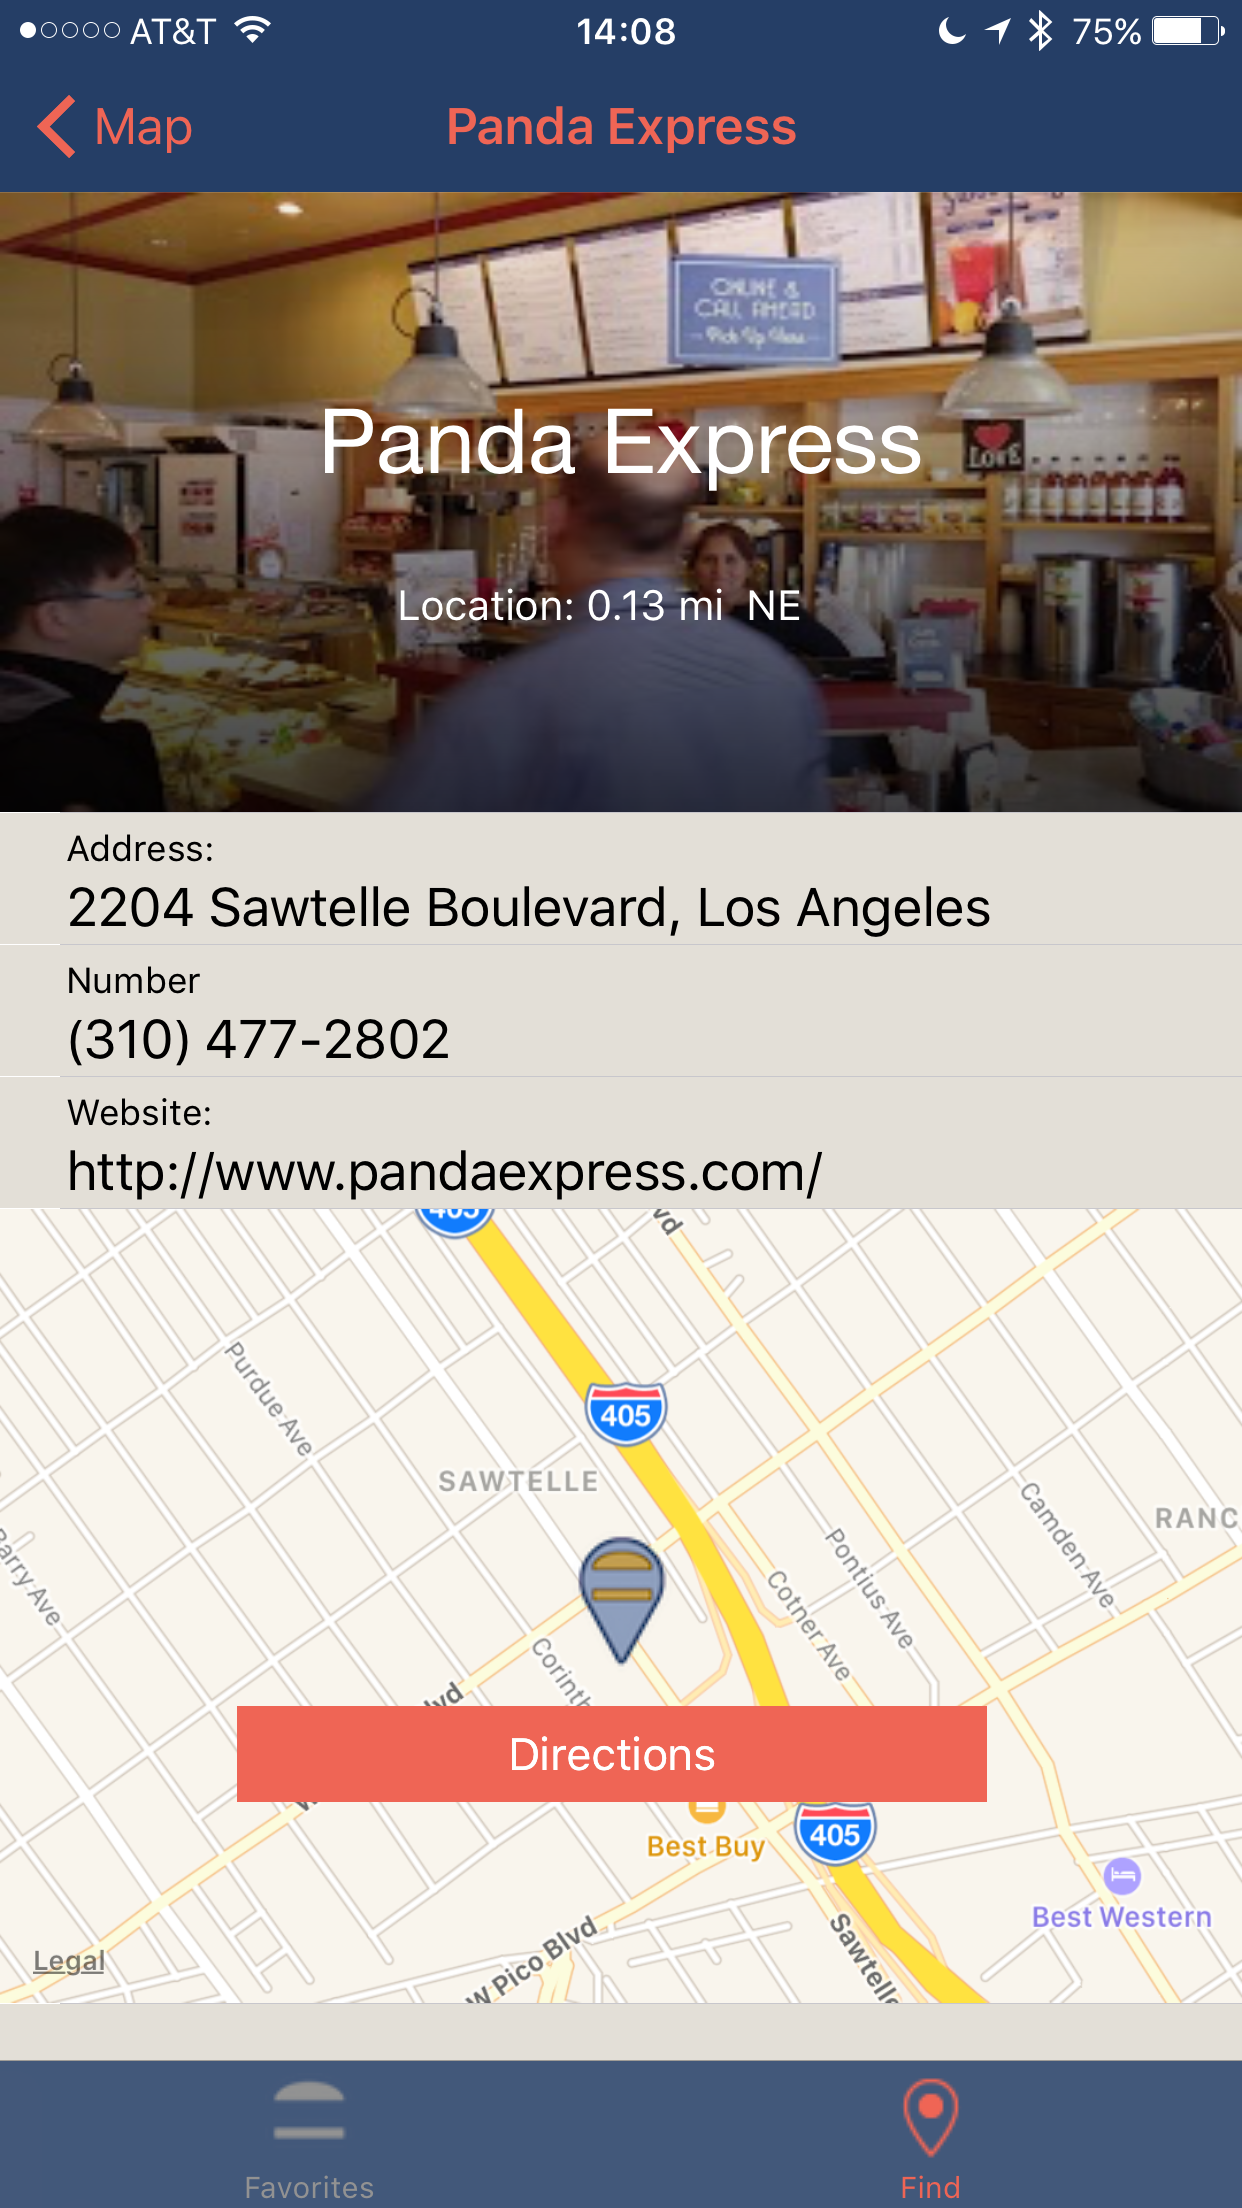 AT&T 14:08 75%
Map Panda Express
ONLINE &
CALL AHEAD
Pick Up Here
Panda Express
LOVE
Location: 0.13 mi NE
Address:
2204 Sawtelle Boulevard, Los Angeles
Number
(310) 477-2802
Website:
http://www.pandaexpress.com/
405
vd
Purdue Ave
405
SAWTELLE
Camden Ave
RANC
Barry Ave
Pontius Ave
Cotner Ave
Corinth
lvd
Directions
Best Buy
405
Best Western
W Pico Blvd
Sawtelle
Legal
Favorites
Find